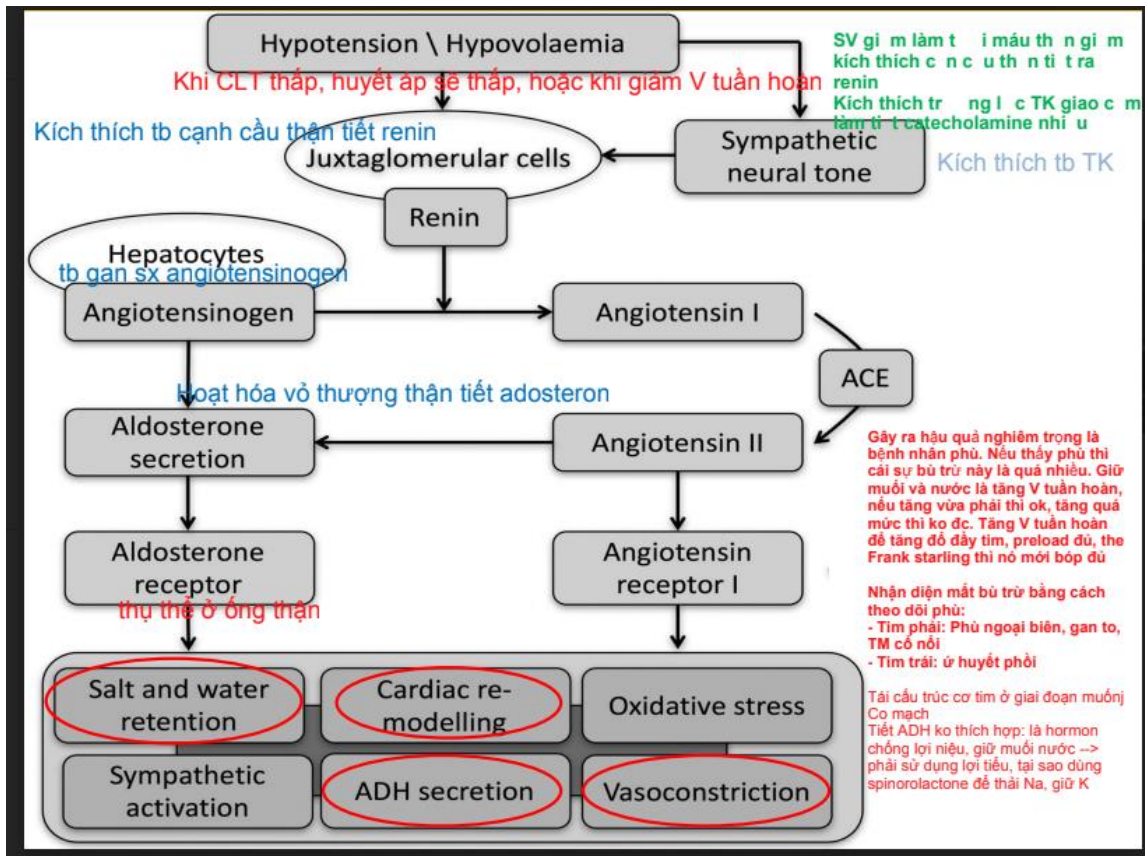 Hypotension \ Hypovolaemia
Khi CLT thấp, huyết áp sẽ thấp, hoặc khi giảm V tuần hoàn
SV gi m làm t i máu th n gi m
kích thích c n c u th n ti t ra
renin
Kích thích tr ng l c TK giao c m
làm ti t catecholamine nhi u
Kích thích tb cạnh cầu thận tiết renin
Juxtaglomerular cells
Sympathetic
neural tone
Kích thích tb TK
Renin
Hepatocytes
tb gan sx angiotensinogen
Angiotensinogen
Angiotensin I
ACE
Hoạt hóa vỏ thượng thận tiết adosteron
Aldosterone
secretion
Angiotensin II
Aldosterone
receptor
thụ thể ở ống thận
Angiotensin
receptor I
Gây ra hậu quả nghiêm trọng là
bệnh nhân phù. Nếu thấy phù thì
cái sự bù trừ này là quá nhiều. Giữ
muối và nước là tăng V tuần hoàn,
nếu tăng vừa phải thì ok, tăng quá
mức thì ko đc. Tăng V tuần hoàn
để tăng đổ đầy tim, preload đủ, the
Frank starling thì nó mới bóp đủ
Nhận diện mất bù trừ bằng cách
theo dõi phù:
- Tim phải: Phù ngoại biên, gan to,
TM cổ nổi
- Tim trái: ứ huyết phổi
Tái cấu trúc cơ tim ở giai đoạn muộnj
Co mạch
Tiết ADH ko thích hợp: là hormon
chống lợi niệu, giữ muối nước -->
phải sử dụng lợi tiểu, tại sao dùng
spinorolactone để thải Na, giữ K
Salt and water
retention
Cardiac re-
modelling
Oxidative stress
Sympathetic
activation
ADH secretion
Vasoconstriction